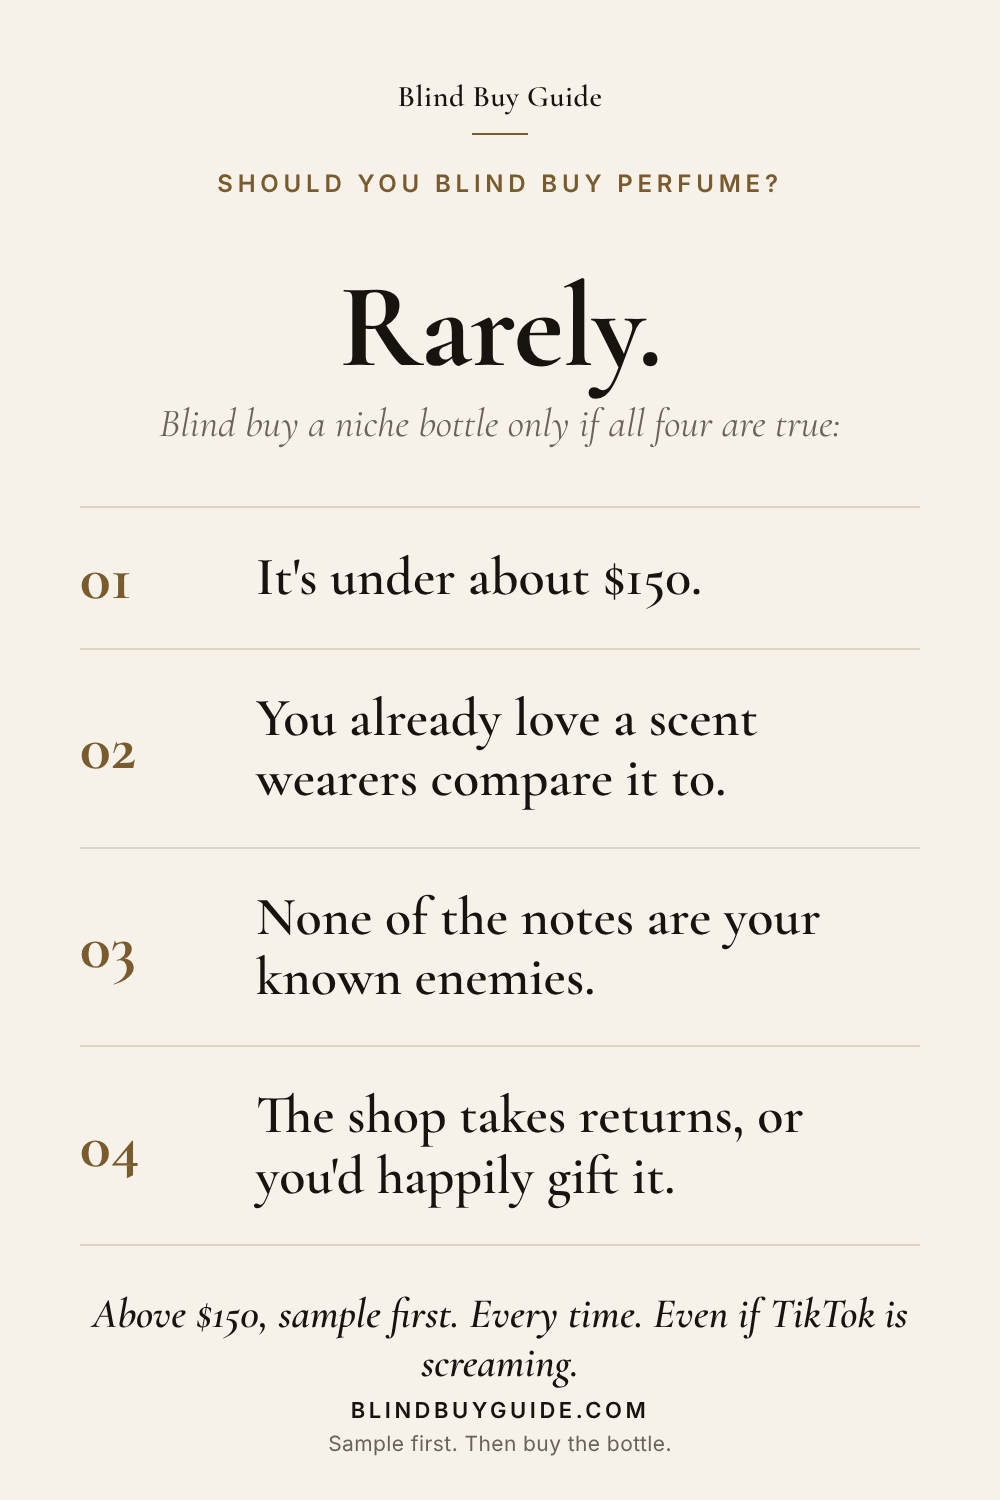 Blind Buy Guide
SHOULD YOU BLIND BUY PERFUME?
Rarely.
Blind buy a niche bottle only if all four are true:
01
It's under about $150.
02
You already love a scent
wearers compare it to.
03
None of the notes are your
known enemies.
04
The shop takes returns, or
you'd happily gift it.
Above $150, sample first. Every time. Even if TikTok is
screaming.
BLINDBUYGUIDE.COM
Sample first. Then buy the bottle.